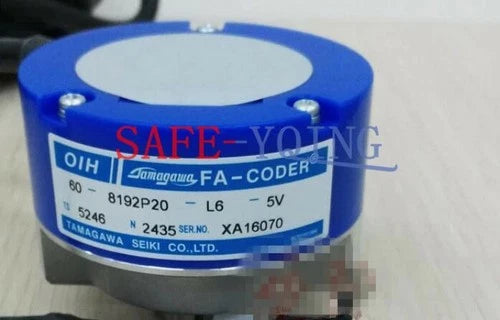 SAFE-YQING
OIH Tamagawa FA-CODER
60 - 8192P20 - L6 - 5V
TS 5246 N 2435 SER.NO. XA16070
TAMAGAWA SEIKI CO.,LTD.